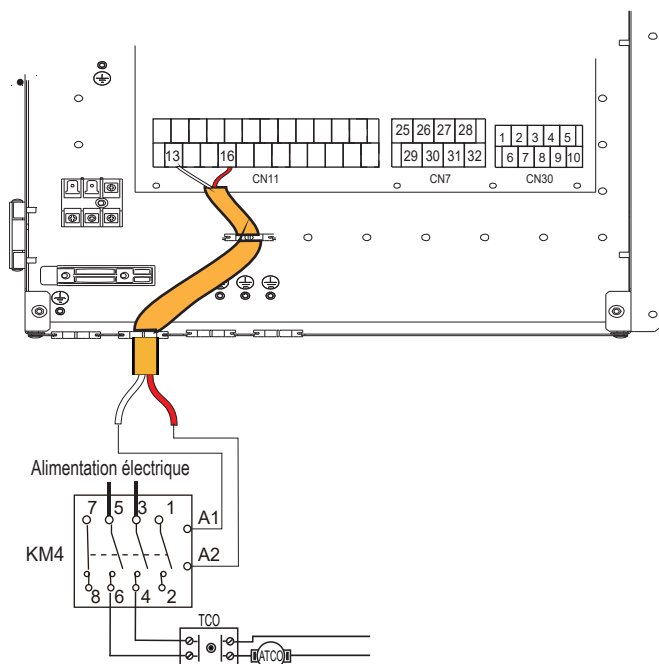 25 26 27 28
1 2 3 4 5
13 16
29 30 31 32
6 7 8 9 10
CN11 CN7 CN30
Alimentation électrique
7 5 3 1
A1
KM4
A2
8 6 4 2
TCO
ATCO